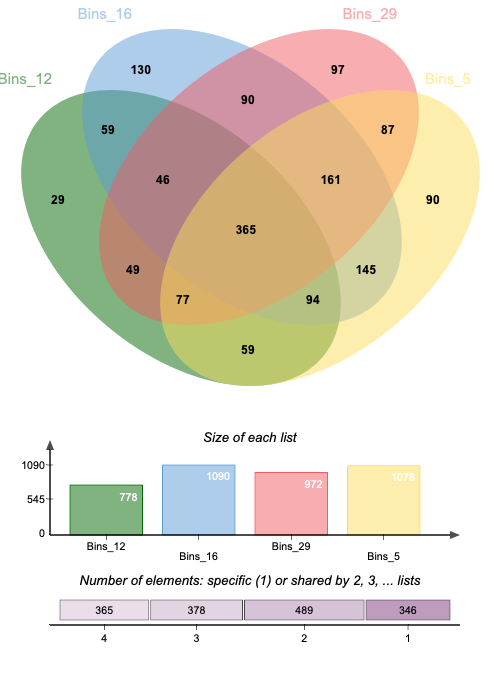 Bins_16
Bins_29
Bins_12
Bins_5
130
97
90
59
87
46
161
29
90
365
49
145
77
94
59
Size of each list
1090
545
0
778
1090
972
1078
Bins_12
Bins_16
Bins_29
Bins_5
Number of elements: specific (1) or shared by 2, 3, ... lists
365 378 489 346
4 3 2 1